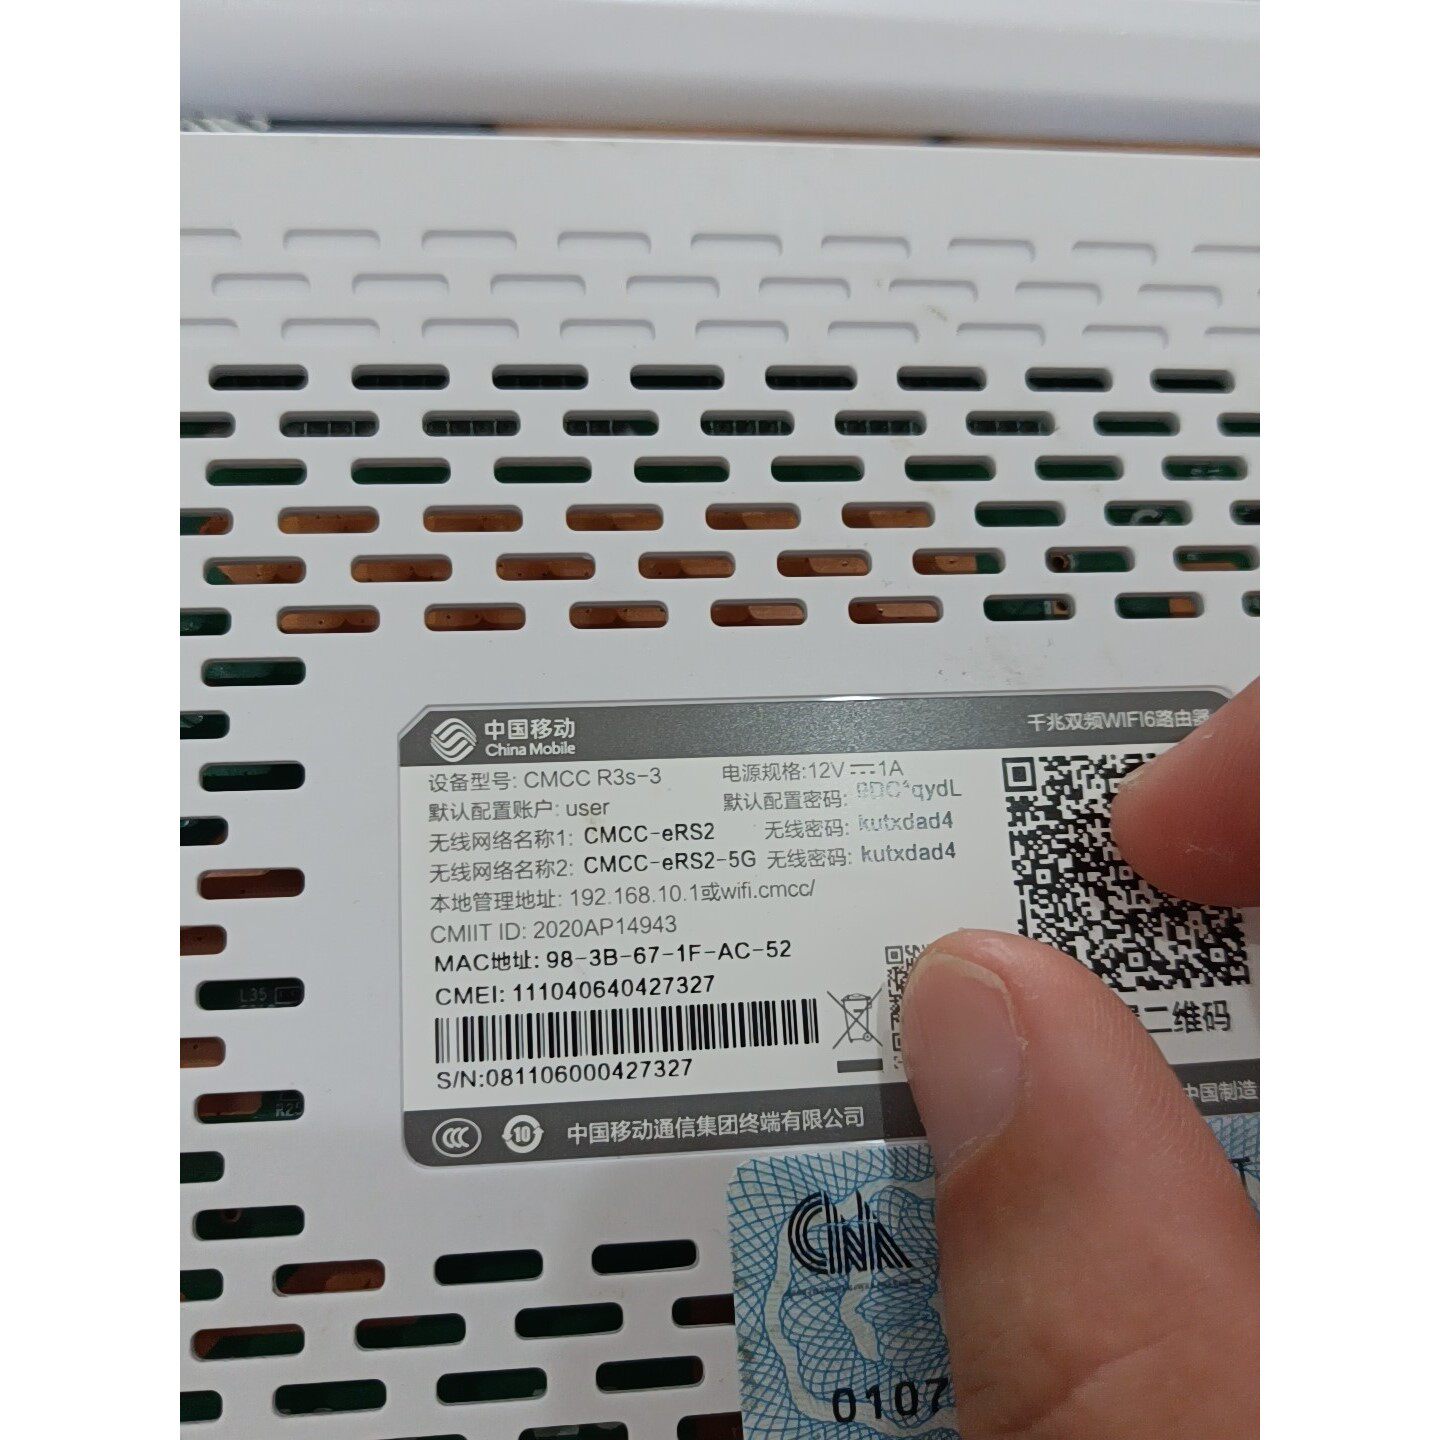 中国移动
China Mobile
千兆双频WIFI6路由器
设备型号: CMCC R3s-3 电源规格:12V⎓1A
默认配置账户: user 默认配置密码:
无线网络名称1: CMCC-eRS2 无线密码: kutxdad4
无线网络名称2: CMCC-eRS2-5G 无线密码: kutxdad4
本地管理地址: 192.168.10.1或wifi.cmcc/
CMIIT ID: 2020AP14943
MAC地址: 98-3B-67-1F-AC-52
CMEI: 111040640427327
S/N:081106000427327
二维码
中国移动通信集团终端有限公司
中国制造
CCC
10
0107
L35